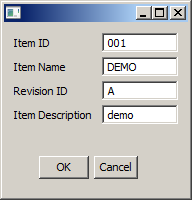 Item ID 001
Item Name DEMO
Revision ID A
Item Description demo
OK Cancel